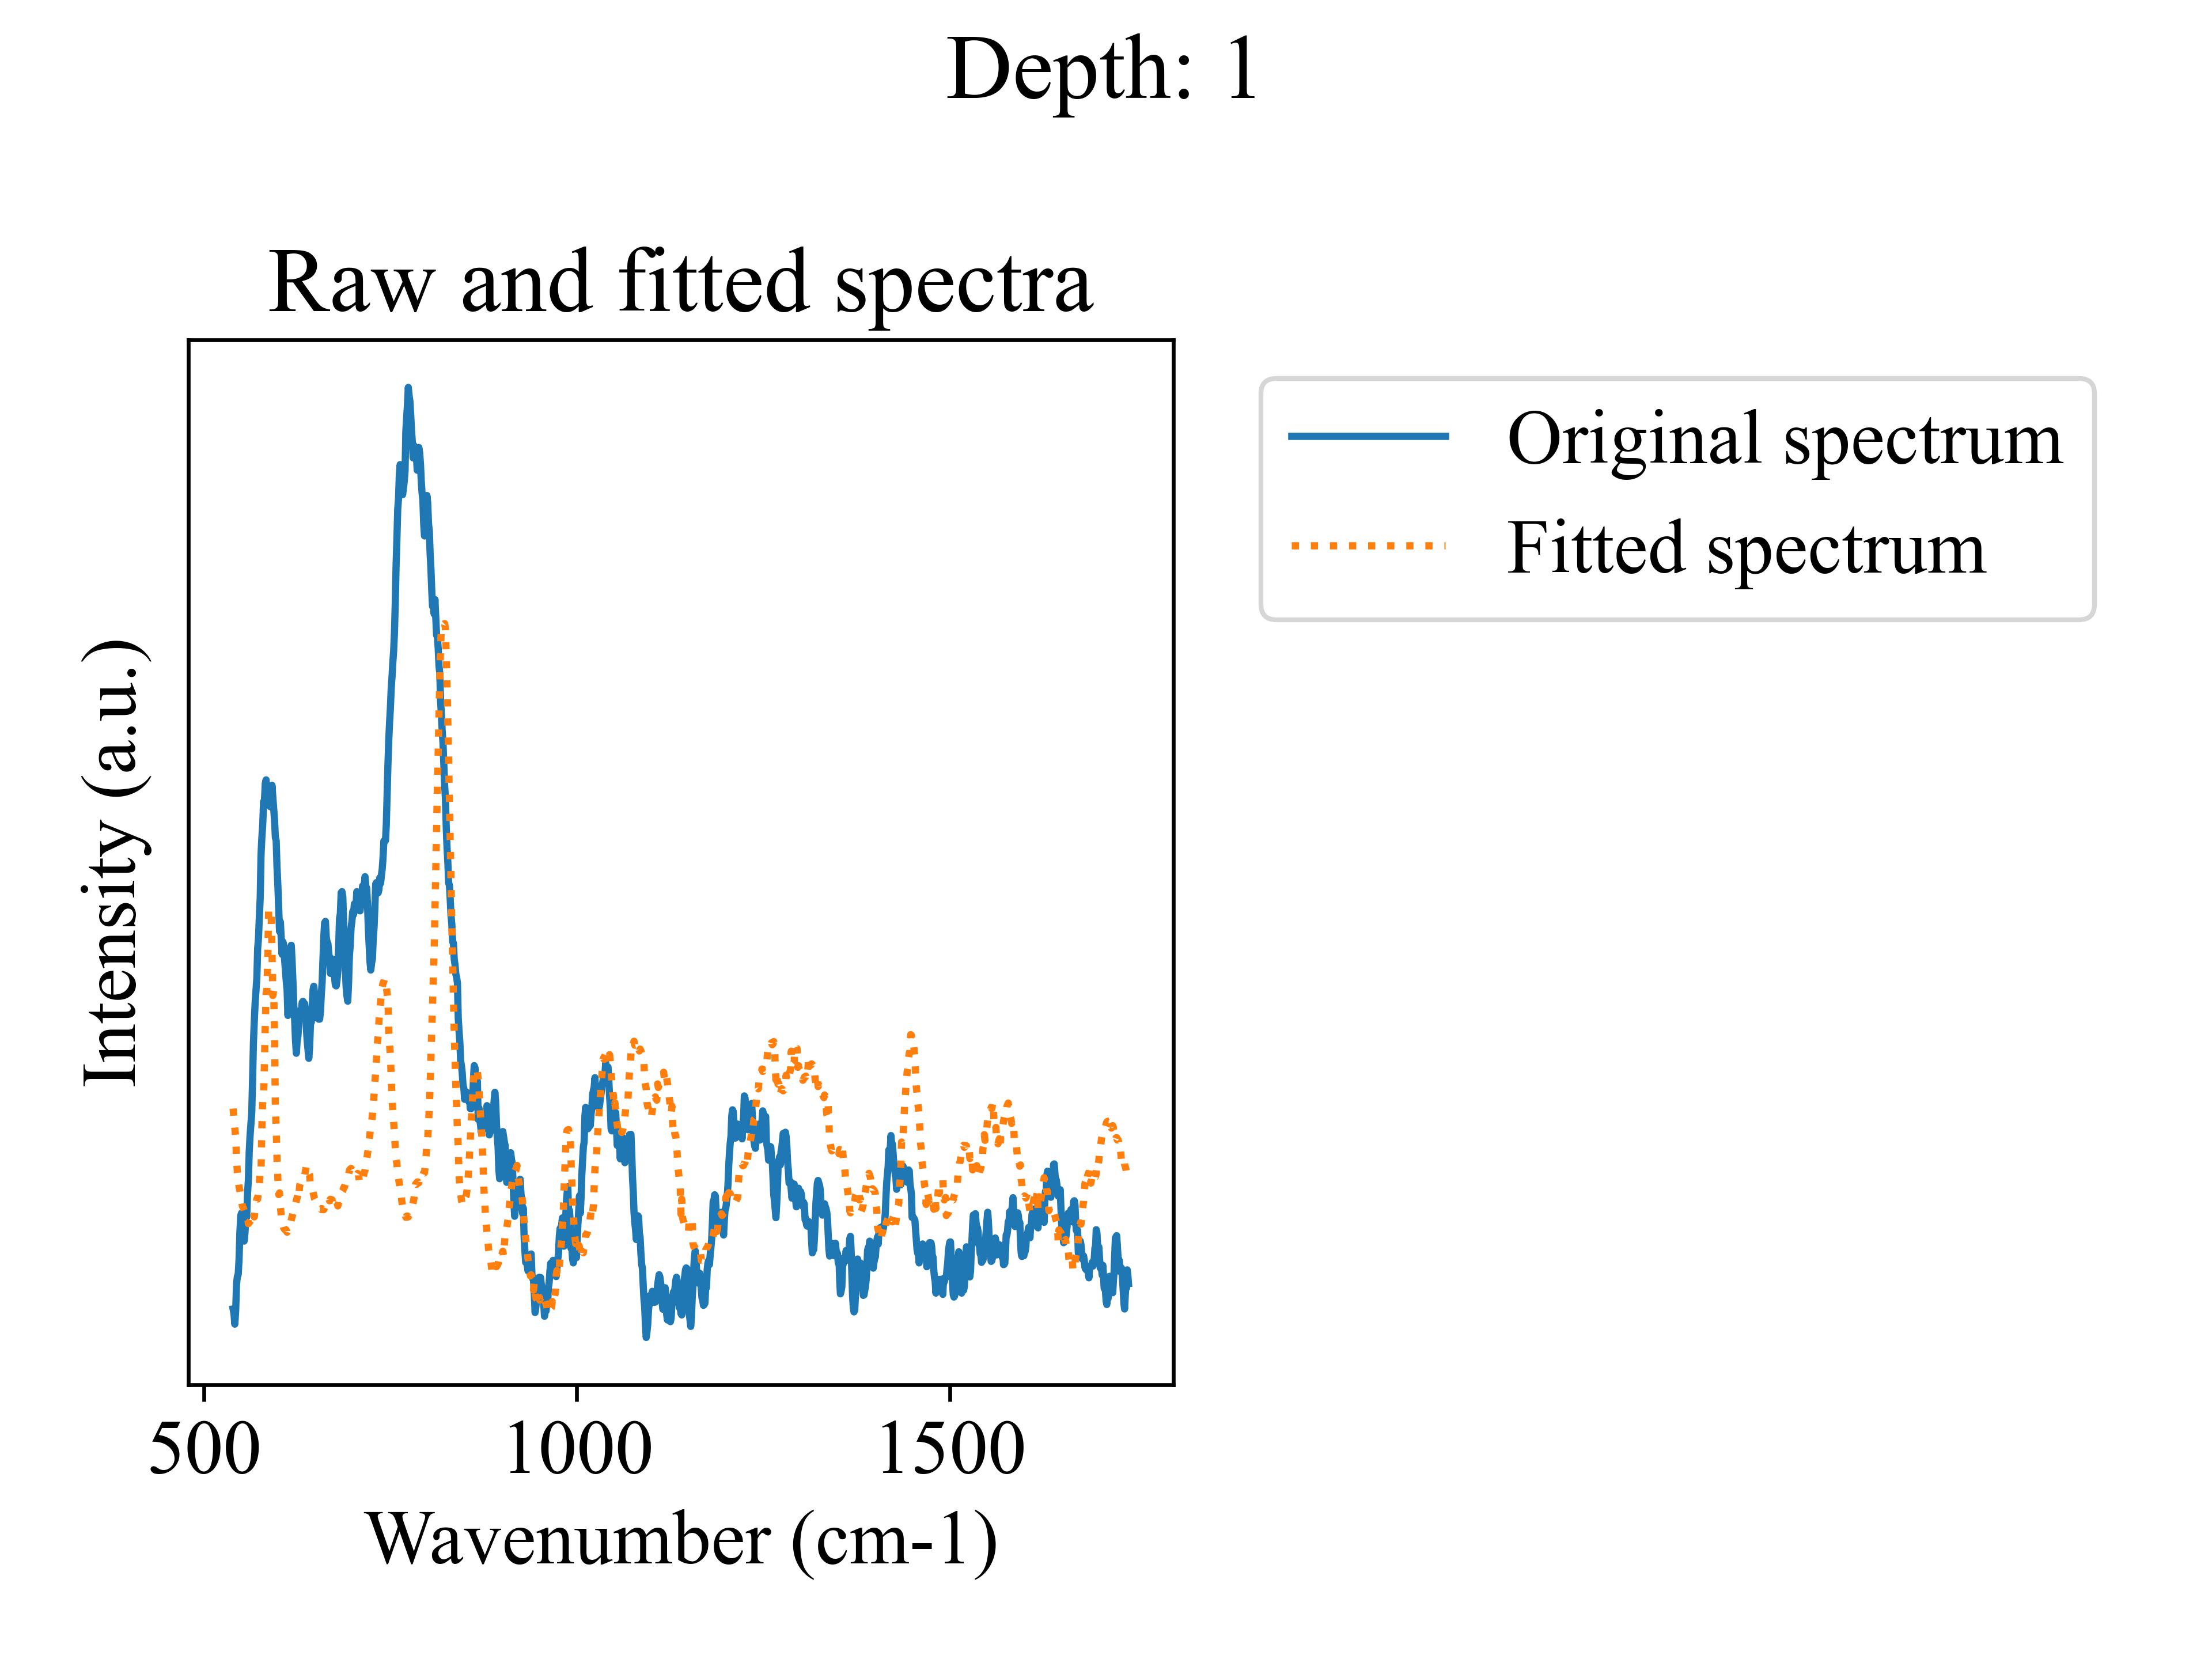 Depth: 1
Raw and fitted spectra
Original spectrum
Fitted spectrum
Intensity (a.u.)
500 1000 1500
Wavenumber (cm-1)